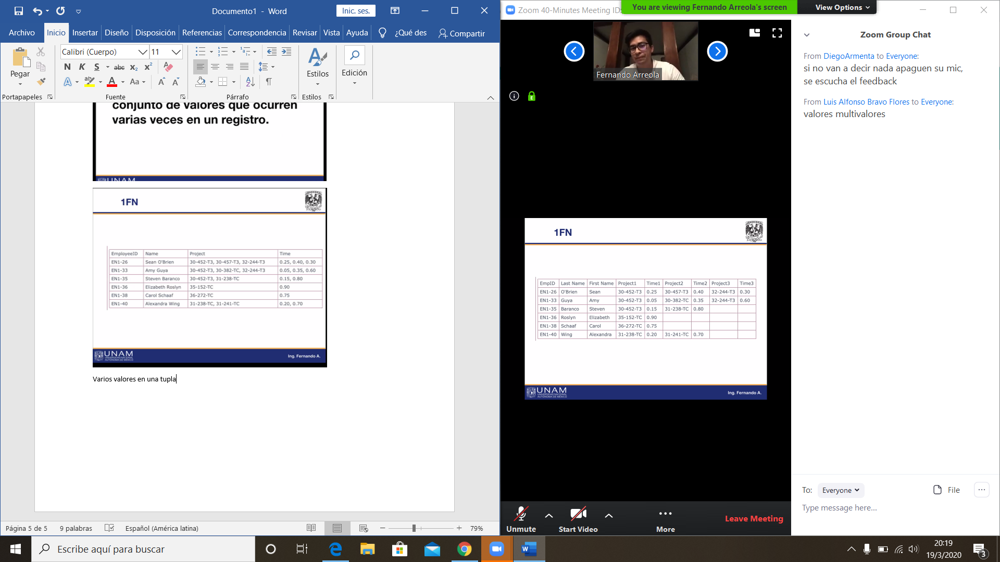 Documento1 - Word
Inic. ses.
Archivo Inicio Insertar Diseño Disposición Referencias Correspondencia Revisar Vista Ayuda ¿Qué des Compartir
Calibri (Cuerpo) 11
Pegar
N K S abc x₂ x²
A A Aa A A
Estilos
Edición
Portapapeles Fuente Párrafo Estilos
conjunto de valores que ocurren
varias veces en un registro.
UNAM
1FN
EmployeeID Name Project Time
EN1-26 Sean O'Brien 30-452-T3, 30-457-T3, 32-244-T3 0.25, 0.40, 0.30
EN1-33 Amy Guya 30-452-T3, 30-382-TC, 32-244-T3 0.05, 0.35, 0.60
EN1-35 Steven Baranco 30-452-T3, 31-238-TC 0.15, 0.80
EN1-36 Elizabeth Roslyn 35-152-TC 0.90
EN1-38 Carol Schaaf 36-272-TC 0.75
EN1-40 Alexandra Wing 31-238-TC, 31-241-TC 0.20, 0.70
UNAM
UNIVERSIDAD NACIONAL
AUTÓNOMA DE MÉXICO
Ing. Fernando A.
Varios valores en una tupla
Página 5 de 5 9 palabras Español (América latina) 79%
Zoom 40-Minutes Meeting ID:
You are viewing Fernando Arreola's screen View Options
Fernando Arreola
1FN
EmpID Last Name First Name Project1 Time1 Project2 Time2 Project3 Time3
EN1-26 O'Brien Sean 30-452-T3 0.25 30-457-T3 0.40 32-244-T3 0.30
EN1-33 Guya Amy 30-452-T3 0.05 30-382-TC 0.35 32-244-T3 0.60
EN1-35 Baranco Steven 30-452-T3 0.15 31-238-TC 0.80
EN1-36 Roslyn Elizabeth 35-152-TC 0.90
EN1-38 Schaaf Carol 36-272-TC 0.75
EN1-40 Wing Alexandra 31-238-TC 0.20 31-241-TC 0.70
UNAM
UNIVERSIDAD NACIONAL
AUTÓNOMA DE MÉXICO
Ing. Fernando A.
Unmute Start Video More Leave Meeting
Zoom Group Chat
From DiegoArmenta to Everyone:
si no van a decir nada apaguen su mic,
se escucha el feedback
From Luis Alfonso Bravo Flores to Everyone:
valores multivalores
To: Everyone File
Type message here...
Escribe aquí para buscar
20:19
19/3/2020
3